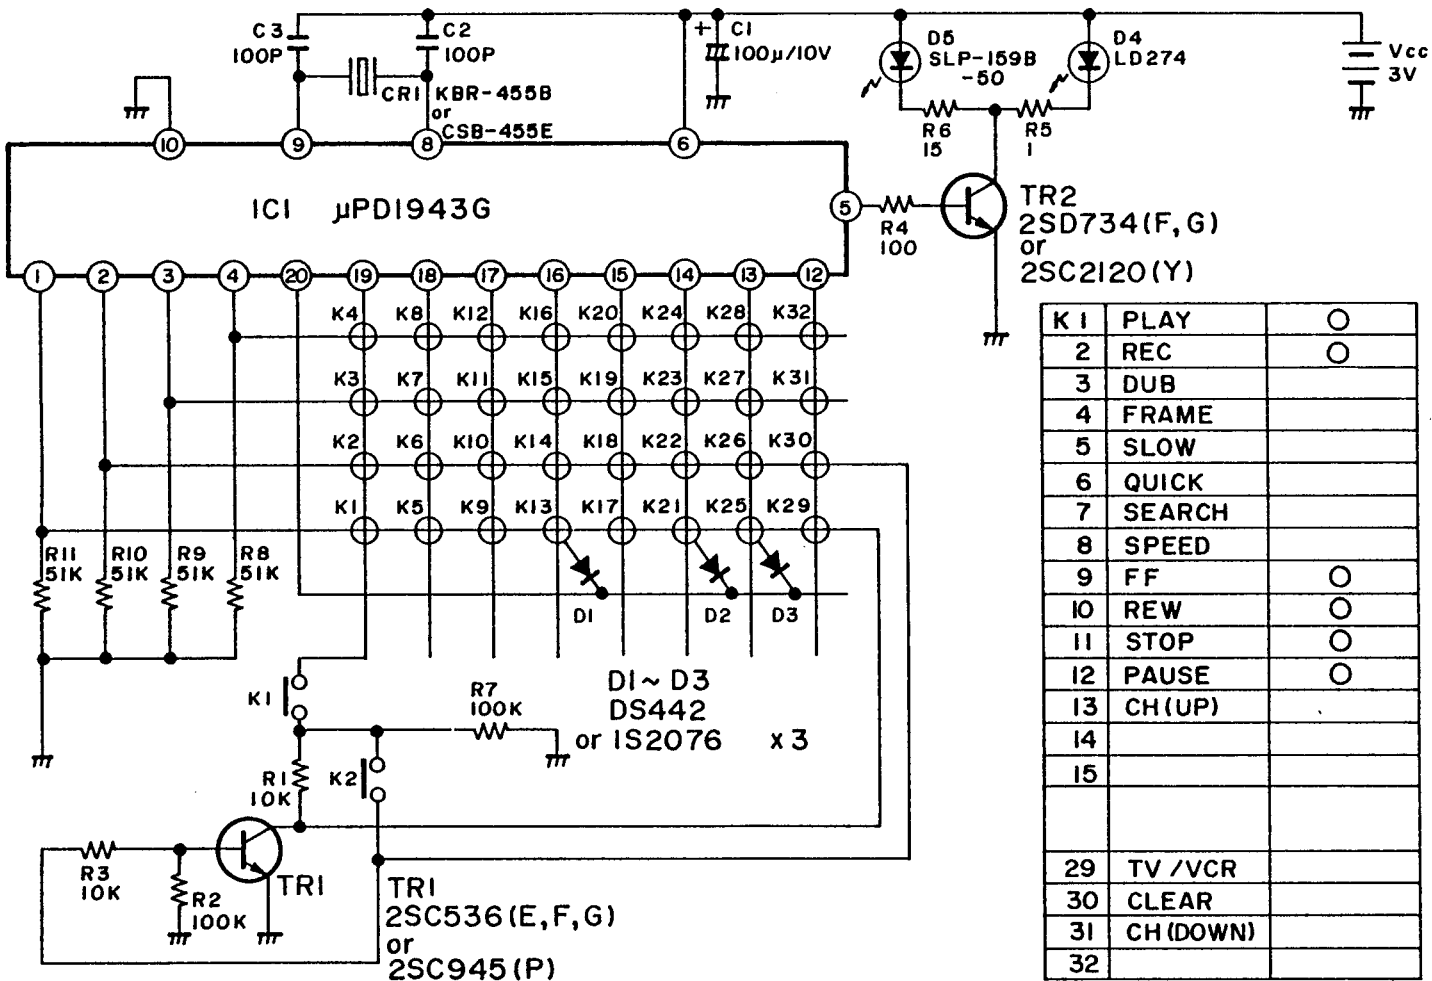 C3
100P
C2
100P
+ C1
100µ/10V
D5
SLP-159B
-50
D4
LD274
Vcc
3V
CR1
KBR-455B
or
CSB-455E
R6
15
R5
1
10
9
8
6
IC1 µPD1943G
5
R4
100
TR2
2SD734(F,G)
or
2SC2120(Y)
1
2
3
4
20
19
18
17
16
15
14
13
12
K4 K8 K12 K16 K20 K24 K28 K32
K3 K7 K11 K15 K19 K23 K27 K31
K2 K6 K10 K14 K18 K22 K26 K30
K1 K5 K9 K13 K17 K21 K25 K29
R11
51K
R10
51K
R9
51K
R8
51K
D1
D2
D3
D1~D3
DS442
or 1S2076 x3
K1
R7
100K
R1
10K
K2
R3
10K
R2
100K
TR1
TR1
2SC536(E,F,G)
or
2SC945(P)
K1 PLAY ○
2 REC ○
3 DUB
4 FRAME
5 SLOW
6 QUICK
7 SEARCH
8 SPEED
9 FF ○
10 REW ○
11 STOP ○
12 PAUSE ○
13 CH(UP)
14
15
29 TV/VCR
30 CLEAR
31 CH(DOWN)
32